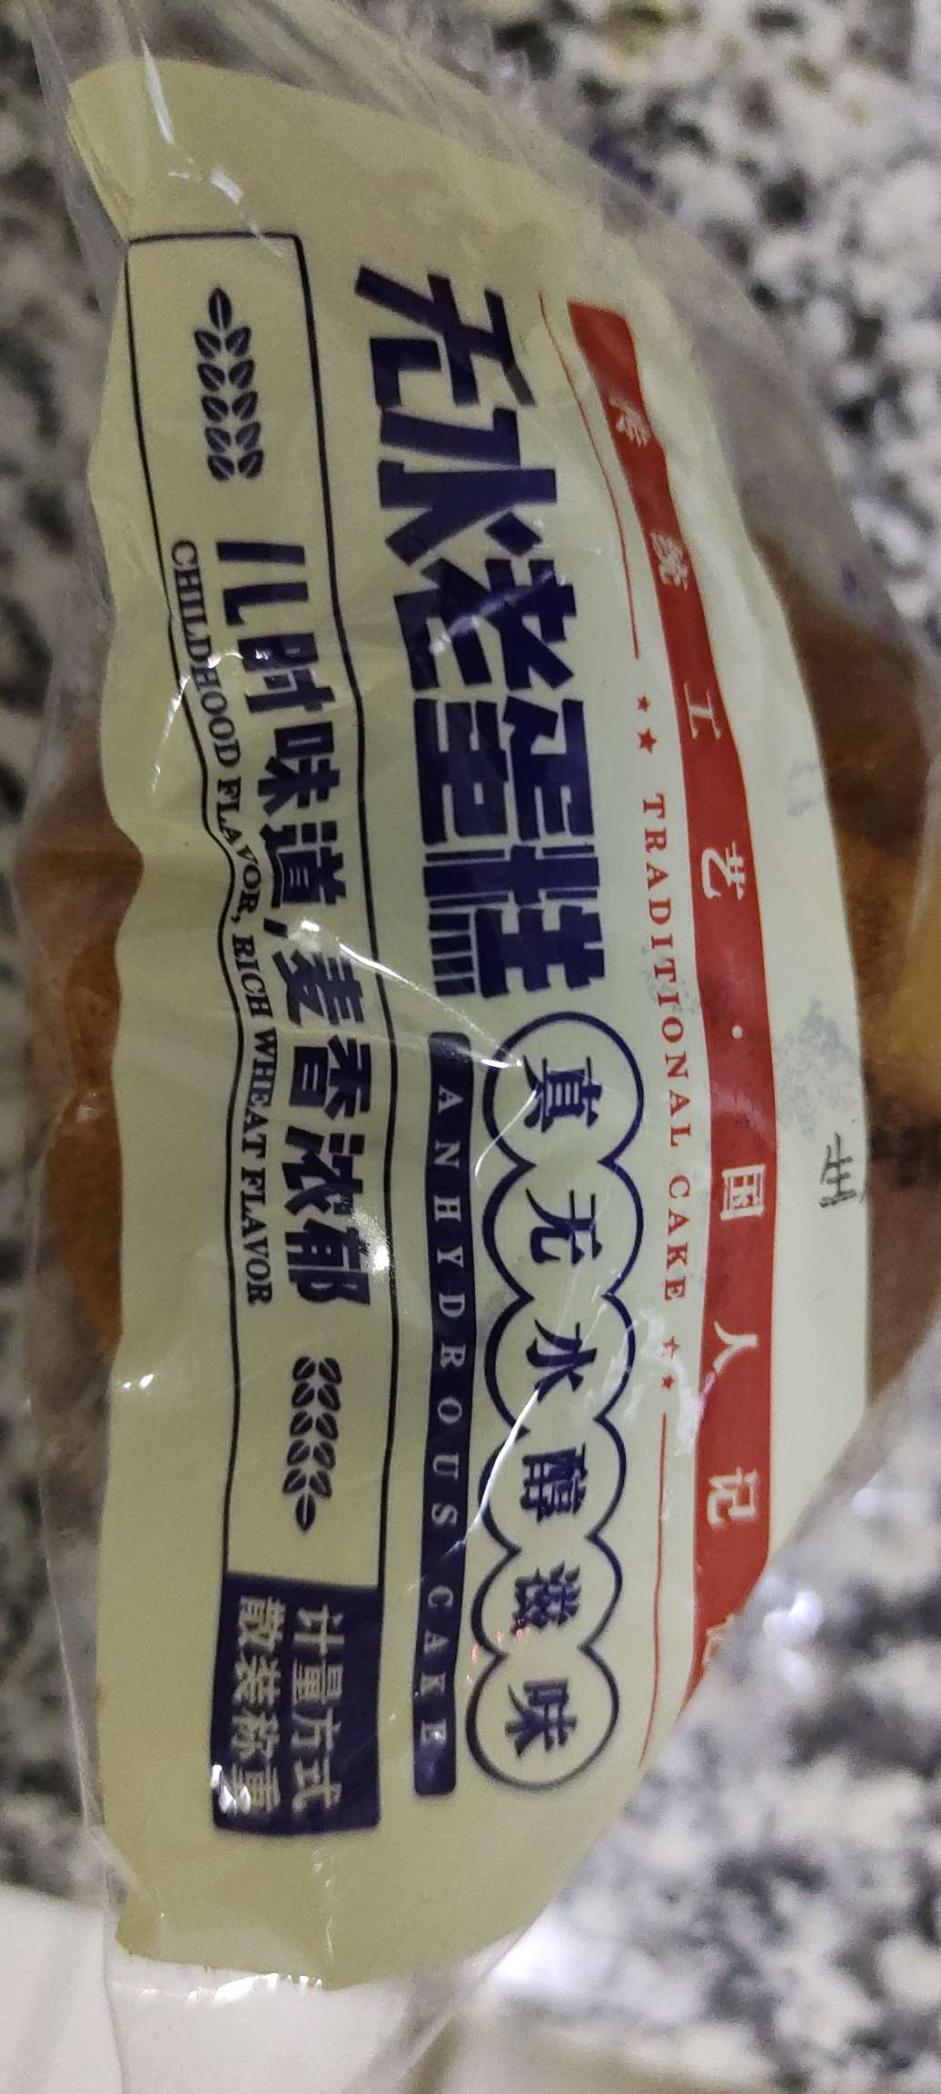 传统工艺·国人记
★★ TRADITIONAL CAKE ★★
无水老蛋糕
真无水 醇滋味
ANHYDROUS CAKE
儿时味道,麦香浓郁
CHILDHOOD FLAVOR, RICH WHEAT FLAVOR
计量方式
散装称重